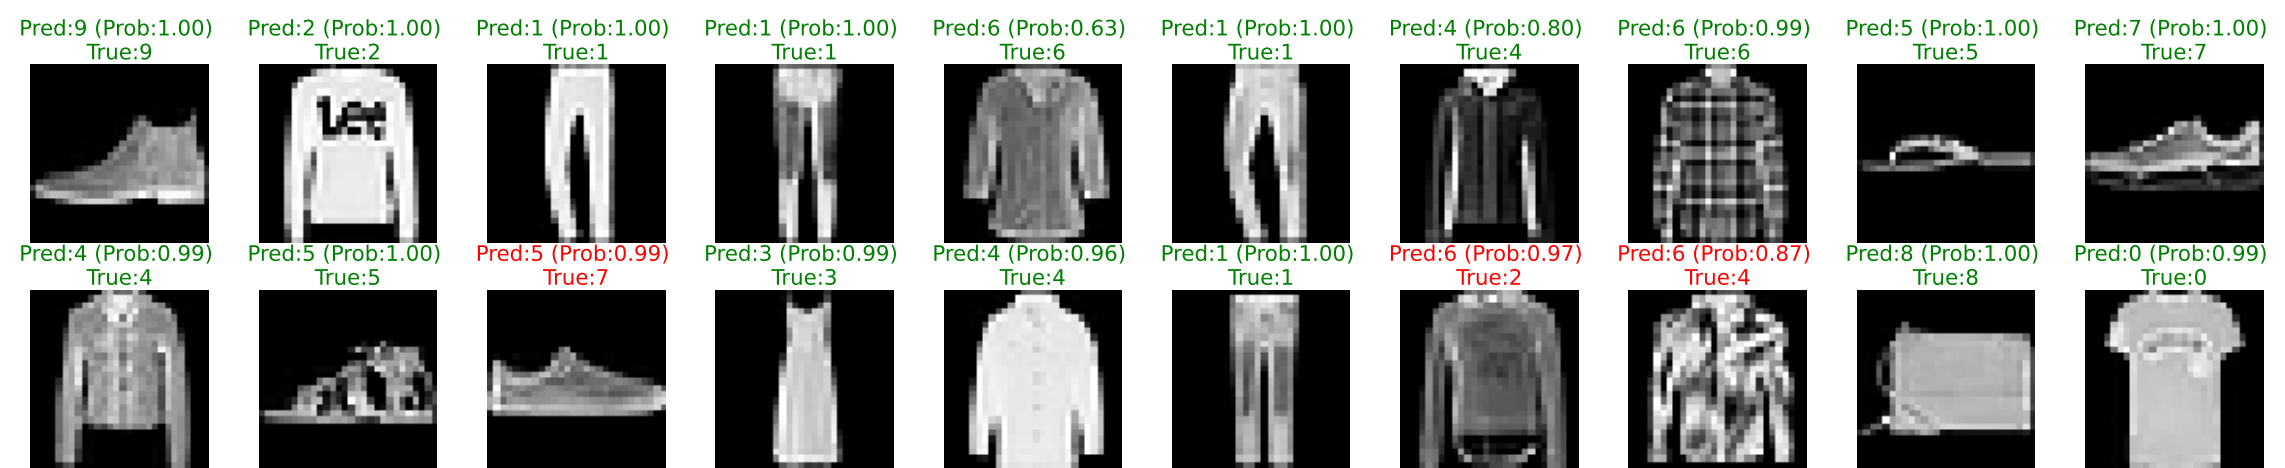 Pred:9 (Prob:1.00) Pred:2 (Prob:1.00) Pred:1 (Prob:1.00) Pred:1 (Prob:1.00) Pred:6 (Prob:0.63) Pred:1 (Prob:1.00) Pred:4 (Prob:0.80) Pred:6 (Prob:0.99) Pred:5 (Prob:1.00) Pred:7 (Prob:1.00)
True:9 True:2 True:1 True:1 True:6 True:1 True:4 True:6 True:5 True:7
Lee
Pred:4 (Prob:0.99) Pred:5 (Prob:1.00) Pred:5 (Prob:0.99) Pred:3 (Prob:0.99) Pred:4 (Prob:0.96) Pred:1 (Prob:1.00) Pred:6 (Prob:0.97) Pred:6 (Prob:0.87) Pred:8 (Prob:1.00) Pred:0 (Prob:0.99)
True:4 True:5 True:7 True:3 True:4 True:1 True:2 True:4 True:8 True:0